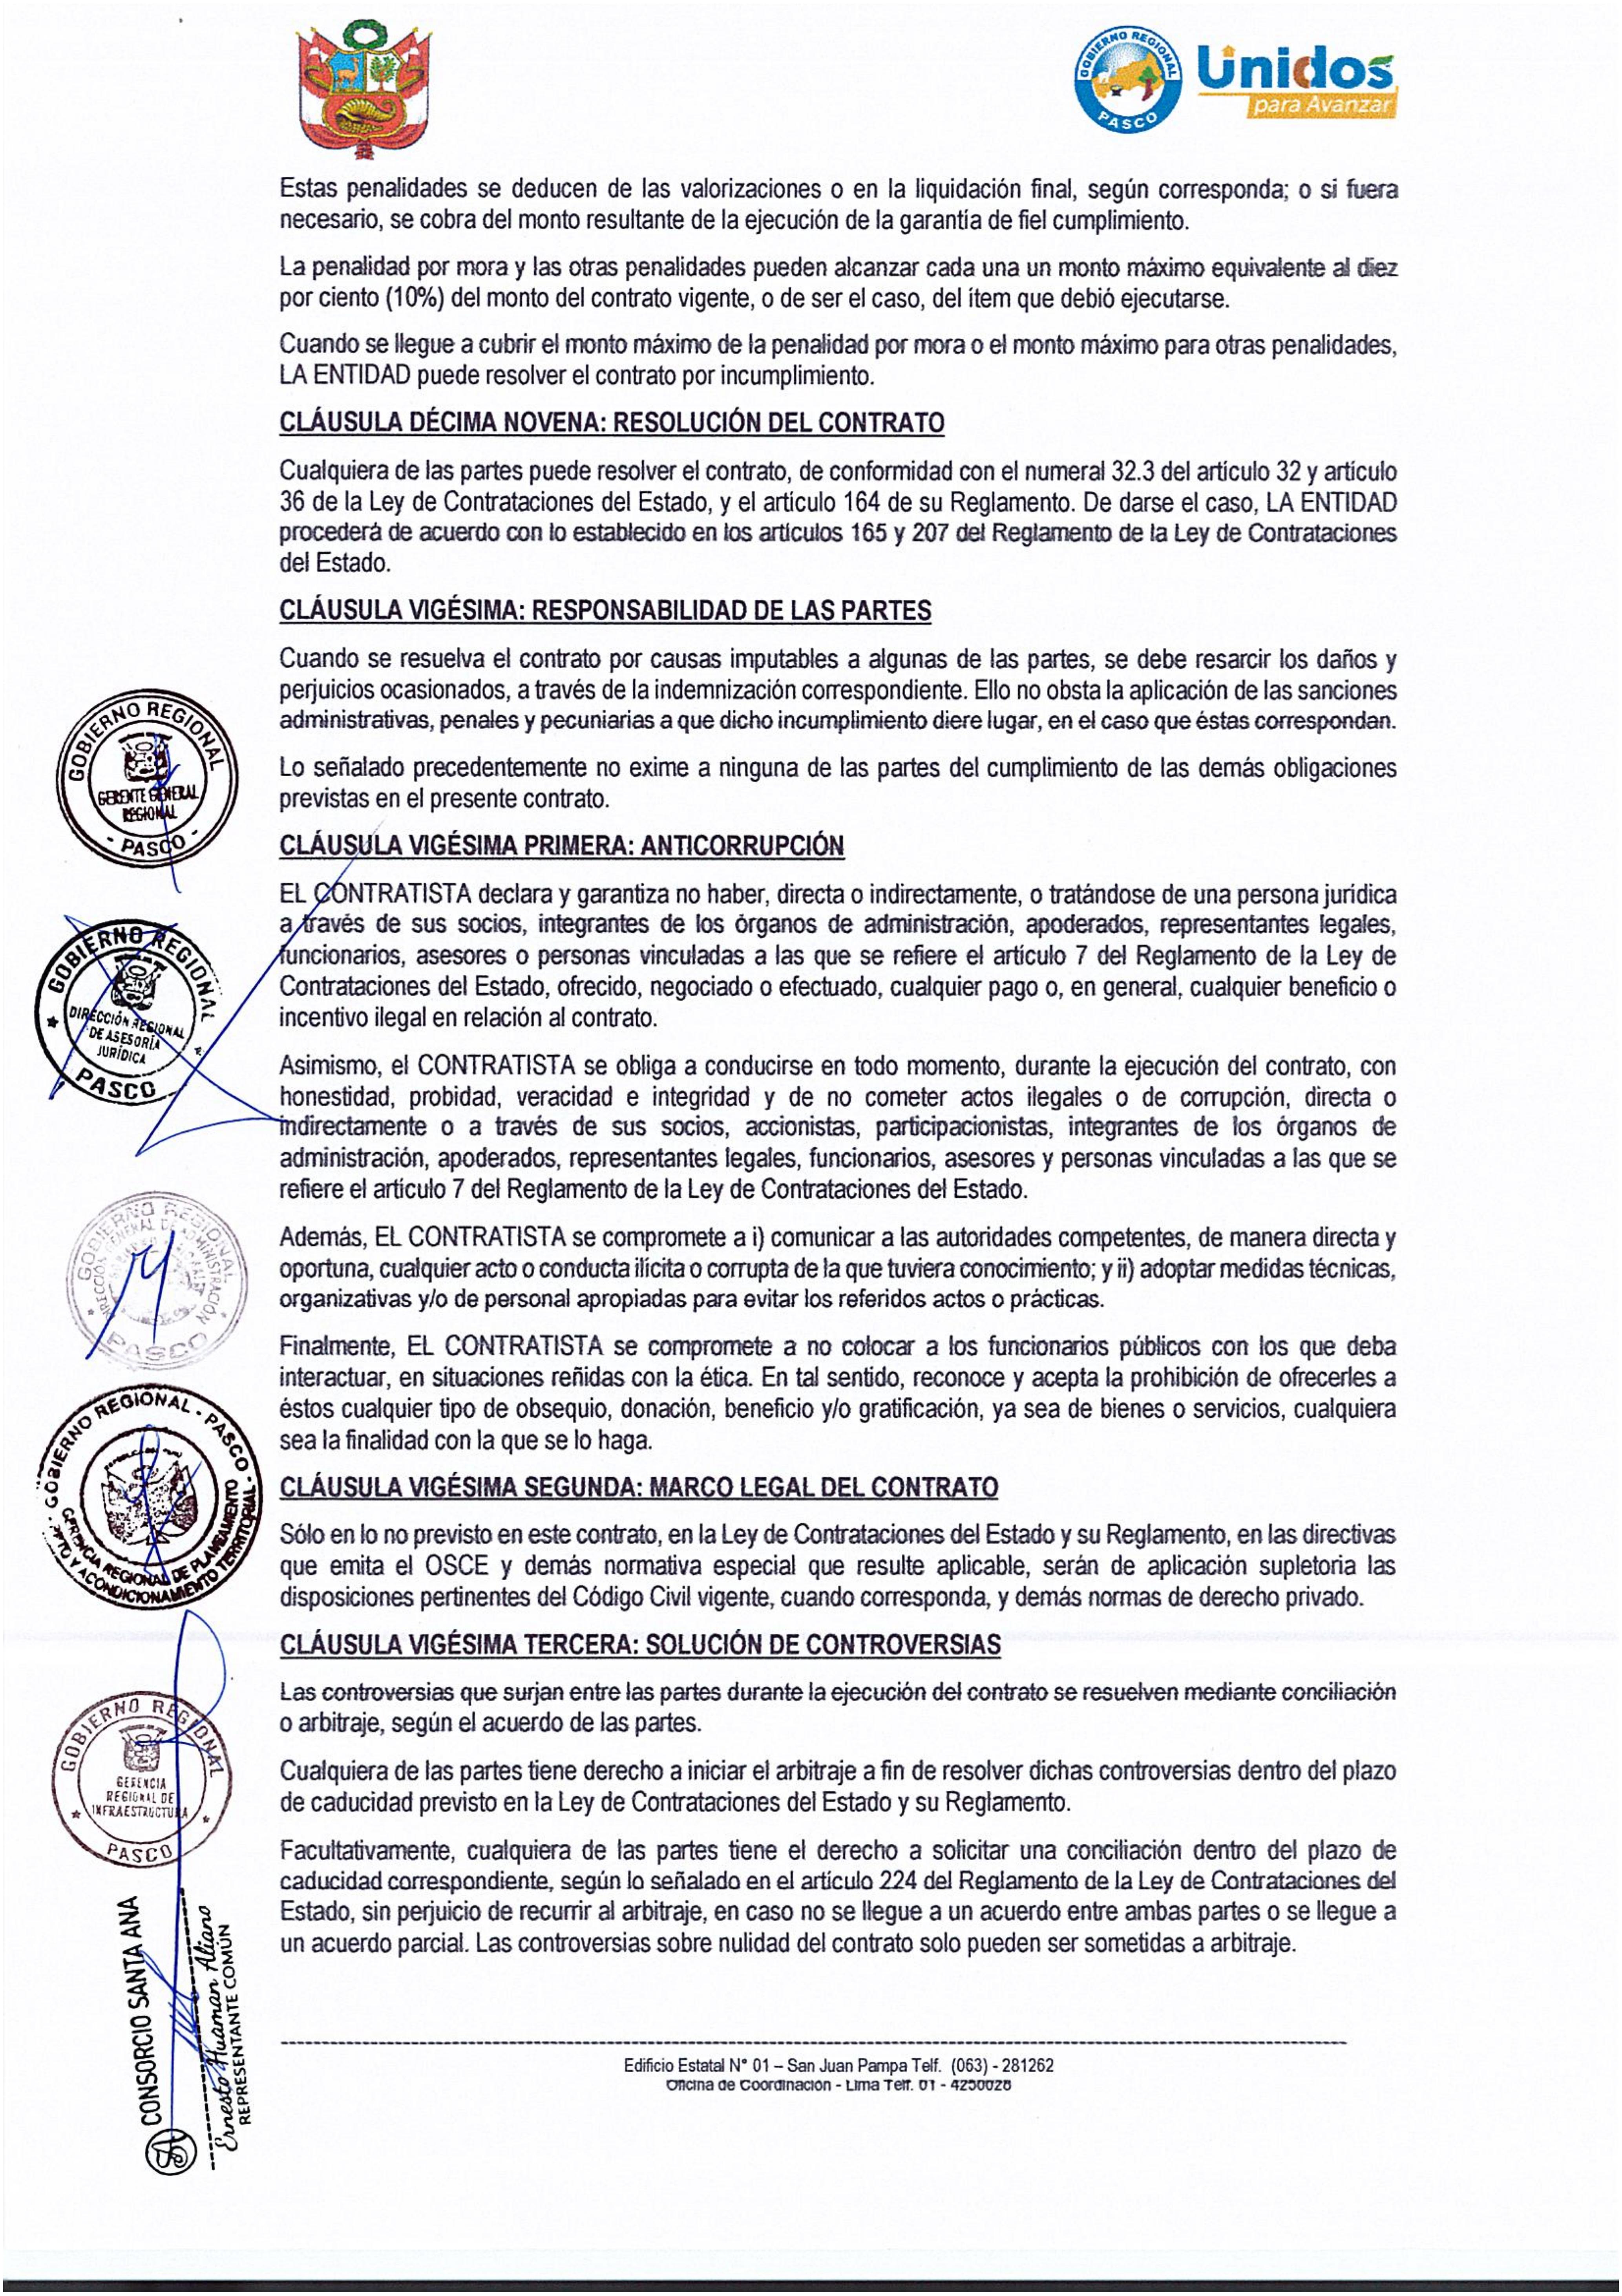 GOBIERNO REGIONAL
PASCO
Unidos
para Avanzar
Estas penalidades se deducen de las valorizaciones o en la liquidación final, según corresponda; o si fuera
necesario, se cobra del monto resultante de la ejecución de la garantía de fiel cumplimiento.
La penalidad por mora y las otras penalidades pueden alcanzar cada una un monto máximo equivalente al diez
por ciento (10%) del monto del contrato vigente, o de ser el caso, del ítem que debió ejecutarse.
Cuando se llegue a cubrir el monto máximo de la penalidad por mora o el monto máximo para otras penalidades,
LA ENTIDAD puede resolver el contrato por incumplimiento.
CLÁUSULA DÉCIMA NOVENA: RESOLUCIÓN DEL CONTRATO
Cualquiera de las partes puede resolver el contrato, de conformidad con el numeral 32.3 del artículo 32 y artículo
36 de la Ley de Contrataciones del Estado, y el artículo 164 de su Reglamento. De darse el caso, LA ENTIDAD
procederá de acuerdo con lo establecido en los artículos 165 y 207 del Reglamento de la Ley de Contrataciones
del Estado.
CLÁUSULA VIGÉSIMA: RESPONSABILIDAD DE LAS PARTES
Cuando se resuelva el contrato por causas imputables a algunas de las partes, se debe resarcir los daños y
perjuicios ocasionados, a través de la indemnización correspondiente. Ello no obsta la aplicación de las sanciones
administrativas, penales y pecuniarias a que dicho incumplimiento diere lugar, en el caso que éstas correspondan.
Lo señalado precedentemente no exime a ninguna de las partes del cumplimiento de las demás obligaciones
previstas en el presente contrato.
CLÁUSULA VIGÉSIMA PRIMERA: ANTICORRUPCIÓN
EL CONTRATISTA declara y garantiza no haber, directa o indirectamente, o tratándose de una persona jurídica
a través de sus socios, integrantes de los órganos de administración, apoderados, representantes legales,
funcionarios, asesores o personas vinculadas a las que se refiere el artículo 7 del Reglamento de la Ley de
Contrataciones del Estado, ofrecido, negociado o efectuado, cualquier pago o, en general, cualquier beneficio o
incentivo ilegal en relación al contrato.
Asimismo, el CONTRATISTA se obliga a conducirse en todo momento, durante la ejecución del contrato, con
honestidad, probidad, veracidad e integridad y de no cometer actos ilegales o de corrupción, directa o
indirectamente o a través de sus socios, accionistas, participacionistas, integrantes de los órganos de
administración, apoderados, representantes legales, funcionarios, asesores y personas vinculadas a las que se
refiere el artículo 7 del Reglamento de la Ley de Contrataciones del Estado.
Además, EL CONTRATISTA se compromete a i) comunicar a las autoridades competentes, de manera directa y
oportuna, cualquier acto o conducta ilícita o corrupta de la que tuviera conocimiento; y ii) adoptar medidas técnicas,
organizativas y/o de personal apropiadas para evitar los referidos actos o prácticas.
Finalmente, EL CONTRATISTA se compromete a no colocar a los funcionarios públicos con los que deba
interactuar, en situaciones reñidas con la ética. En tal sentido, reconoce y acepta la prohibición de ofrecerles a
éstos cualquier tipo de obsequio, donación, beneficio y/o gratificación, ya sea de bienes o servicios, cualquiera
sea la finalidad con la que se lo haga.
CLÁUSULA VIGÉSIMA SEGUNDA: MARCO LEGAL DEL CONTRATO
Sólo en lo no previsto en este contrato, en la Ley de Contrataciones del Estado y su Reglamento, en las directivas
que emita el OSCE y demás normativa especial que resulte aplicable, serán de aplicación supletoria las
disposiciones pertinentes del Código Civil vigente, cuando corresponda, y demás normas de derecho privado.
CLÁUSULA VIGÉSIMA TERCERA: SOLUCIÓN DE CONTROVERSIAS
Las controversias que surjan entre las partes durante la ejecución del contrato se resuelven mediante conciliación
o arbitraje, según el acuerdo de las partes.
Cualquiera de las partes tiene derecho a iniciar el arbitraje a fin de resolver dichas controversias dentro del plazo
de caducidad previsto en la Ley de Contrataciones del Estado y su Reglamento.
Facultativamente, cualquiera de las partes tiene el derecho a solicitar una conciliación dentro del plazo de
caducidad correspondiente, según lo señalado en el artículo 224 del Reglamento de la Ley de Contrataciones del
Estado, sin perjuicio de recurrir al arbitraje, en caso no se llegue a un acuerdo entre ambas partes o se llegue a
un acuerdo parcial. Las controversias sobre nulidad del contrato solo pueden ser sometidas a arbitraje.
GOBIERNO REGIONAL
GERENTE GENERAL
REGIONAL
- PASCO -
GOBIERNO REGIONAL
DIRECCIÓN REGIONAL
DE ASESORÍA
JURÍDICA
PASCO
GOBIERNO REGIONAL
DIRECCIÓN GENERAL DE ADMINISTRACIÓN
PASCO
GOBIERNO REGIONAL - PASCO -
GERENCIA REGIONAL DE PLANEAMIENTO
PPTO Y ACONDICIONAMIENTO TERRITORIAL
GOBIERNO REGIONAL
GERENCIA
REGIONAL DE
INFRAESTRUCTURA
PASCO
CONSORCIO SANTA ANA
Ernesto Huaman Aliano
REPRESENTANTE COMÚN
Edificio Estatal N° 01 – San Juan Pampa Telf. (063) - 281262
Oficina de Coordinación - Lima Telf. 01 - 4250028